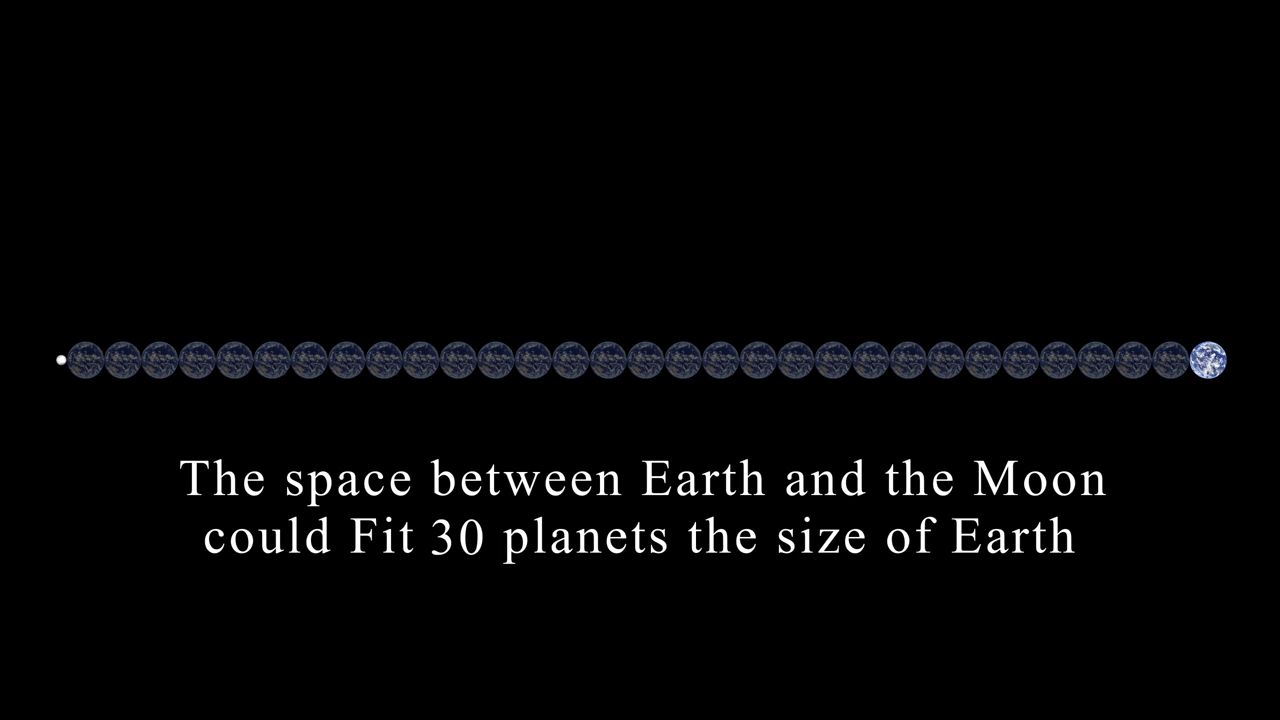 The space between Earth and the Moon
could Fit 30 planets the size of Earth